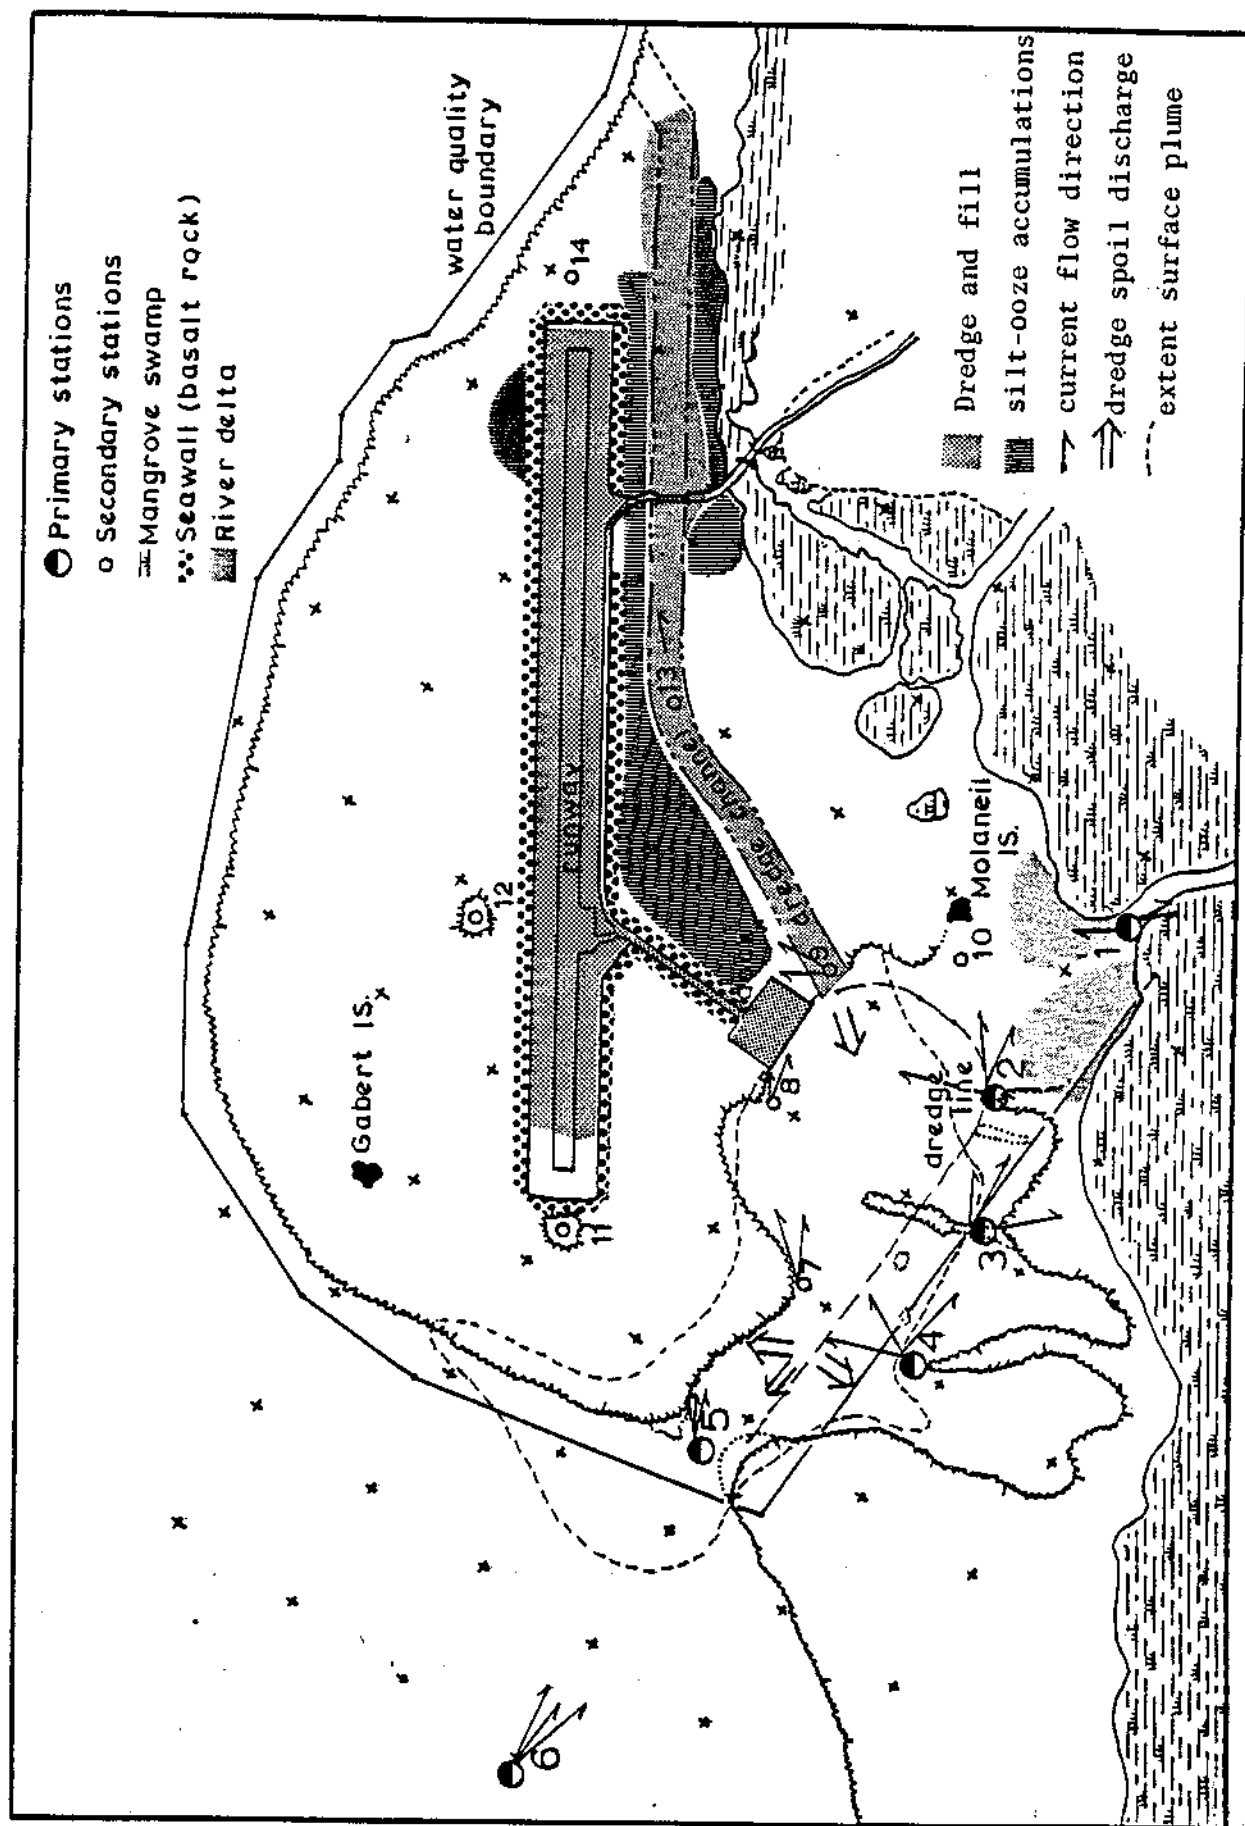 Primary stations
Secondary stations
Mangrove swamp
Seawall (basalt rock)
River delta
water quality
boundary
14
12
Gabert IS.
runway
11
13
dredge channel
9
8
10
Molaneii
IS.
1
2
dredge
line
3
7
4
5
6
Dredge and fill
silt-ooze accumulations
current flow direction
dredge spoil discharge
extent surface plume